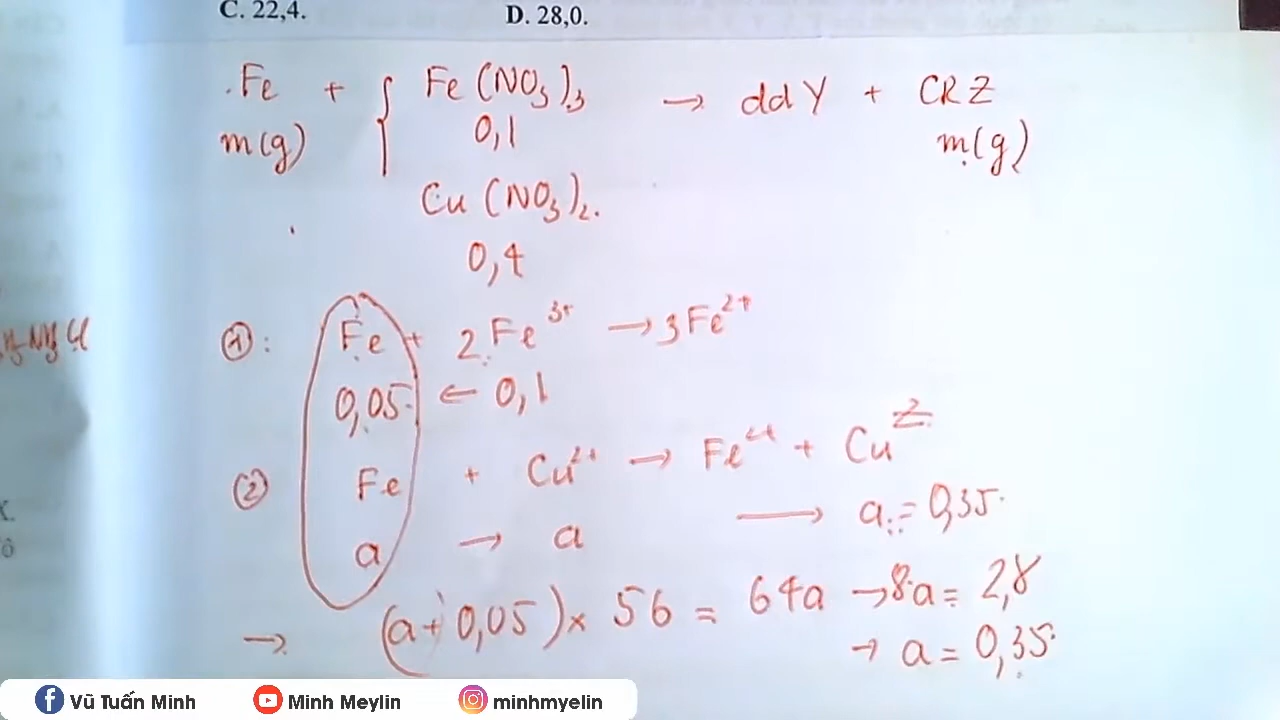 C. 22,4. D. 28,0.
Fe + { Fe(NO₃)₃ → ddY + CRZ
m(g) 0,1 m(g)
Cu(NO₃)₂.
0,4
①: Fe + 2Fe³⁺ → 3Fe²⁺
0,05 ← 0,1
② Fe + Cu²⁺ → Fe²⁺ + Cu Z
a → a → a = 0,35
→ (a + 0,05) × 56 = 64a → 8a = 2,8
→ a = 0,35
Vũ Tuấn Minh Minh Meylin minhmyelin